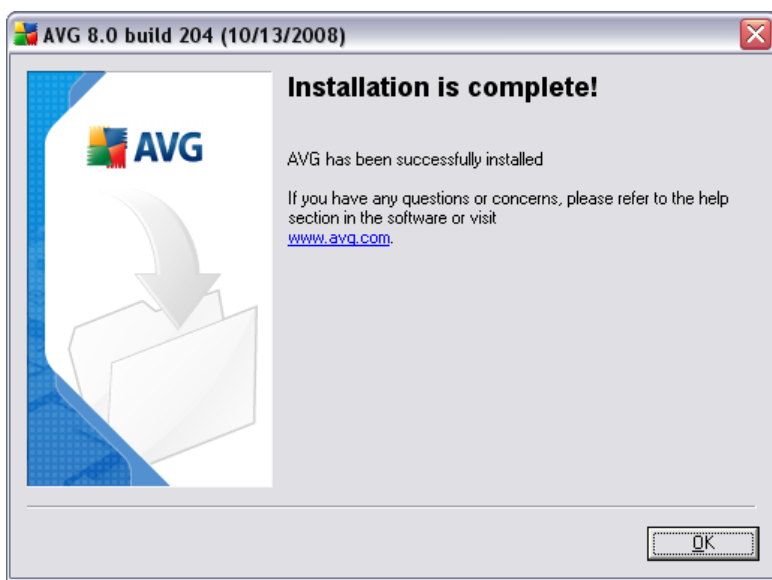 AVG 8.0 build 204 (10/13/2008)
AVG
Installation is complete!
AVG has been successfully installed
If you have any questions or concerns, please refer to the help
section in the software or visit
www.avg.com.
OK